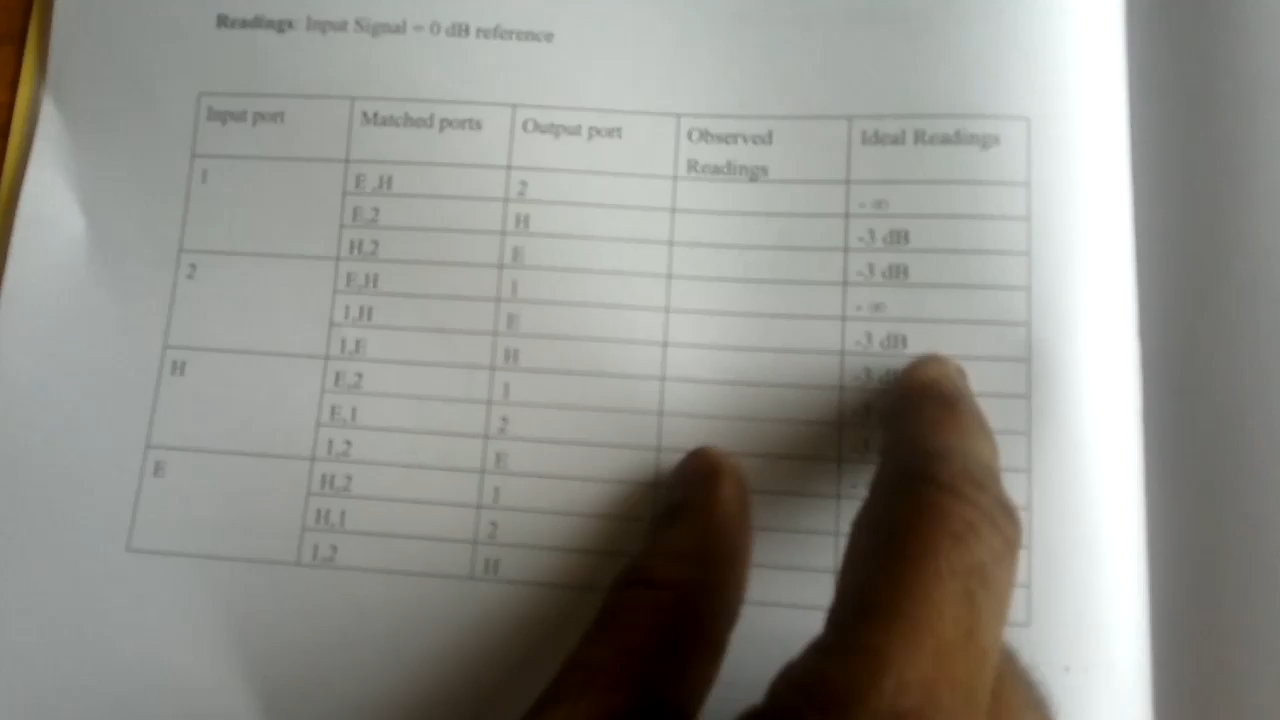 Readings: Input Signal = 0 dB reference
Input port Matched ports Output port Observed Readings Ideal Readings
1 E ,H 2 - ∞
E,2 H -3 dB
H,2 E -3 dB
2 E,H 1 - ∞
1,H E -3 dB
1,E H -3
H E,2 1
E,1 2
1,2 E
E H,2 1
H,1 2
1,2 H